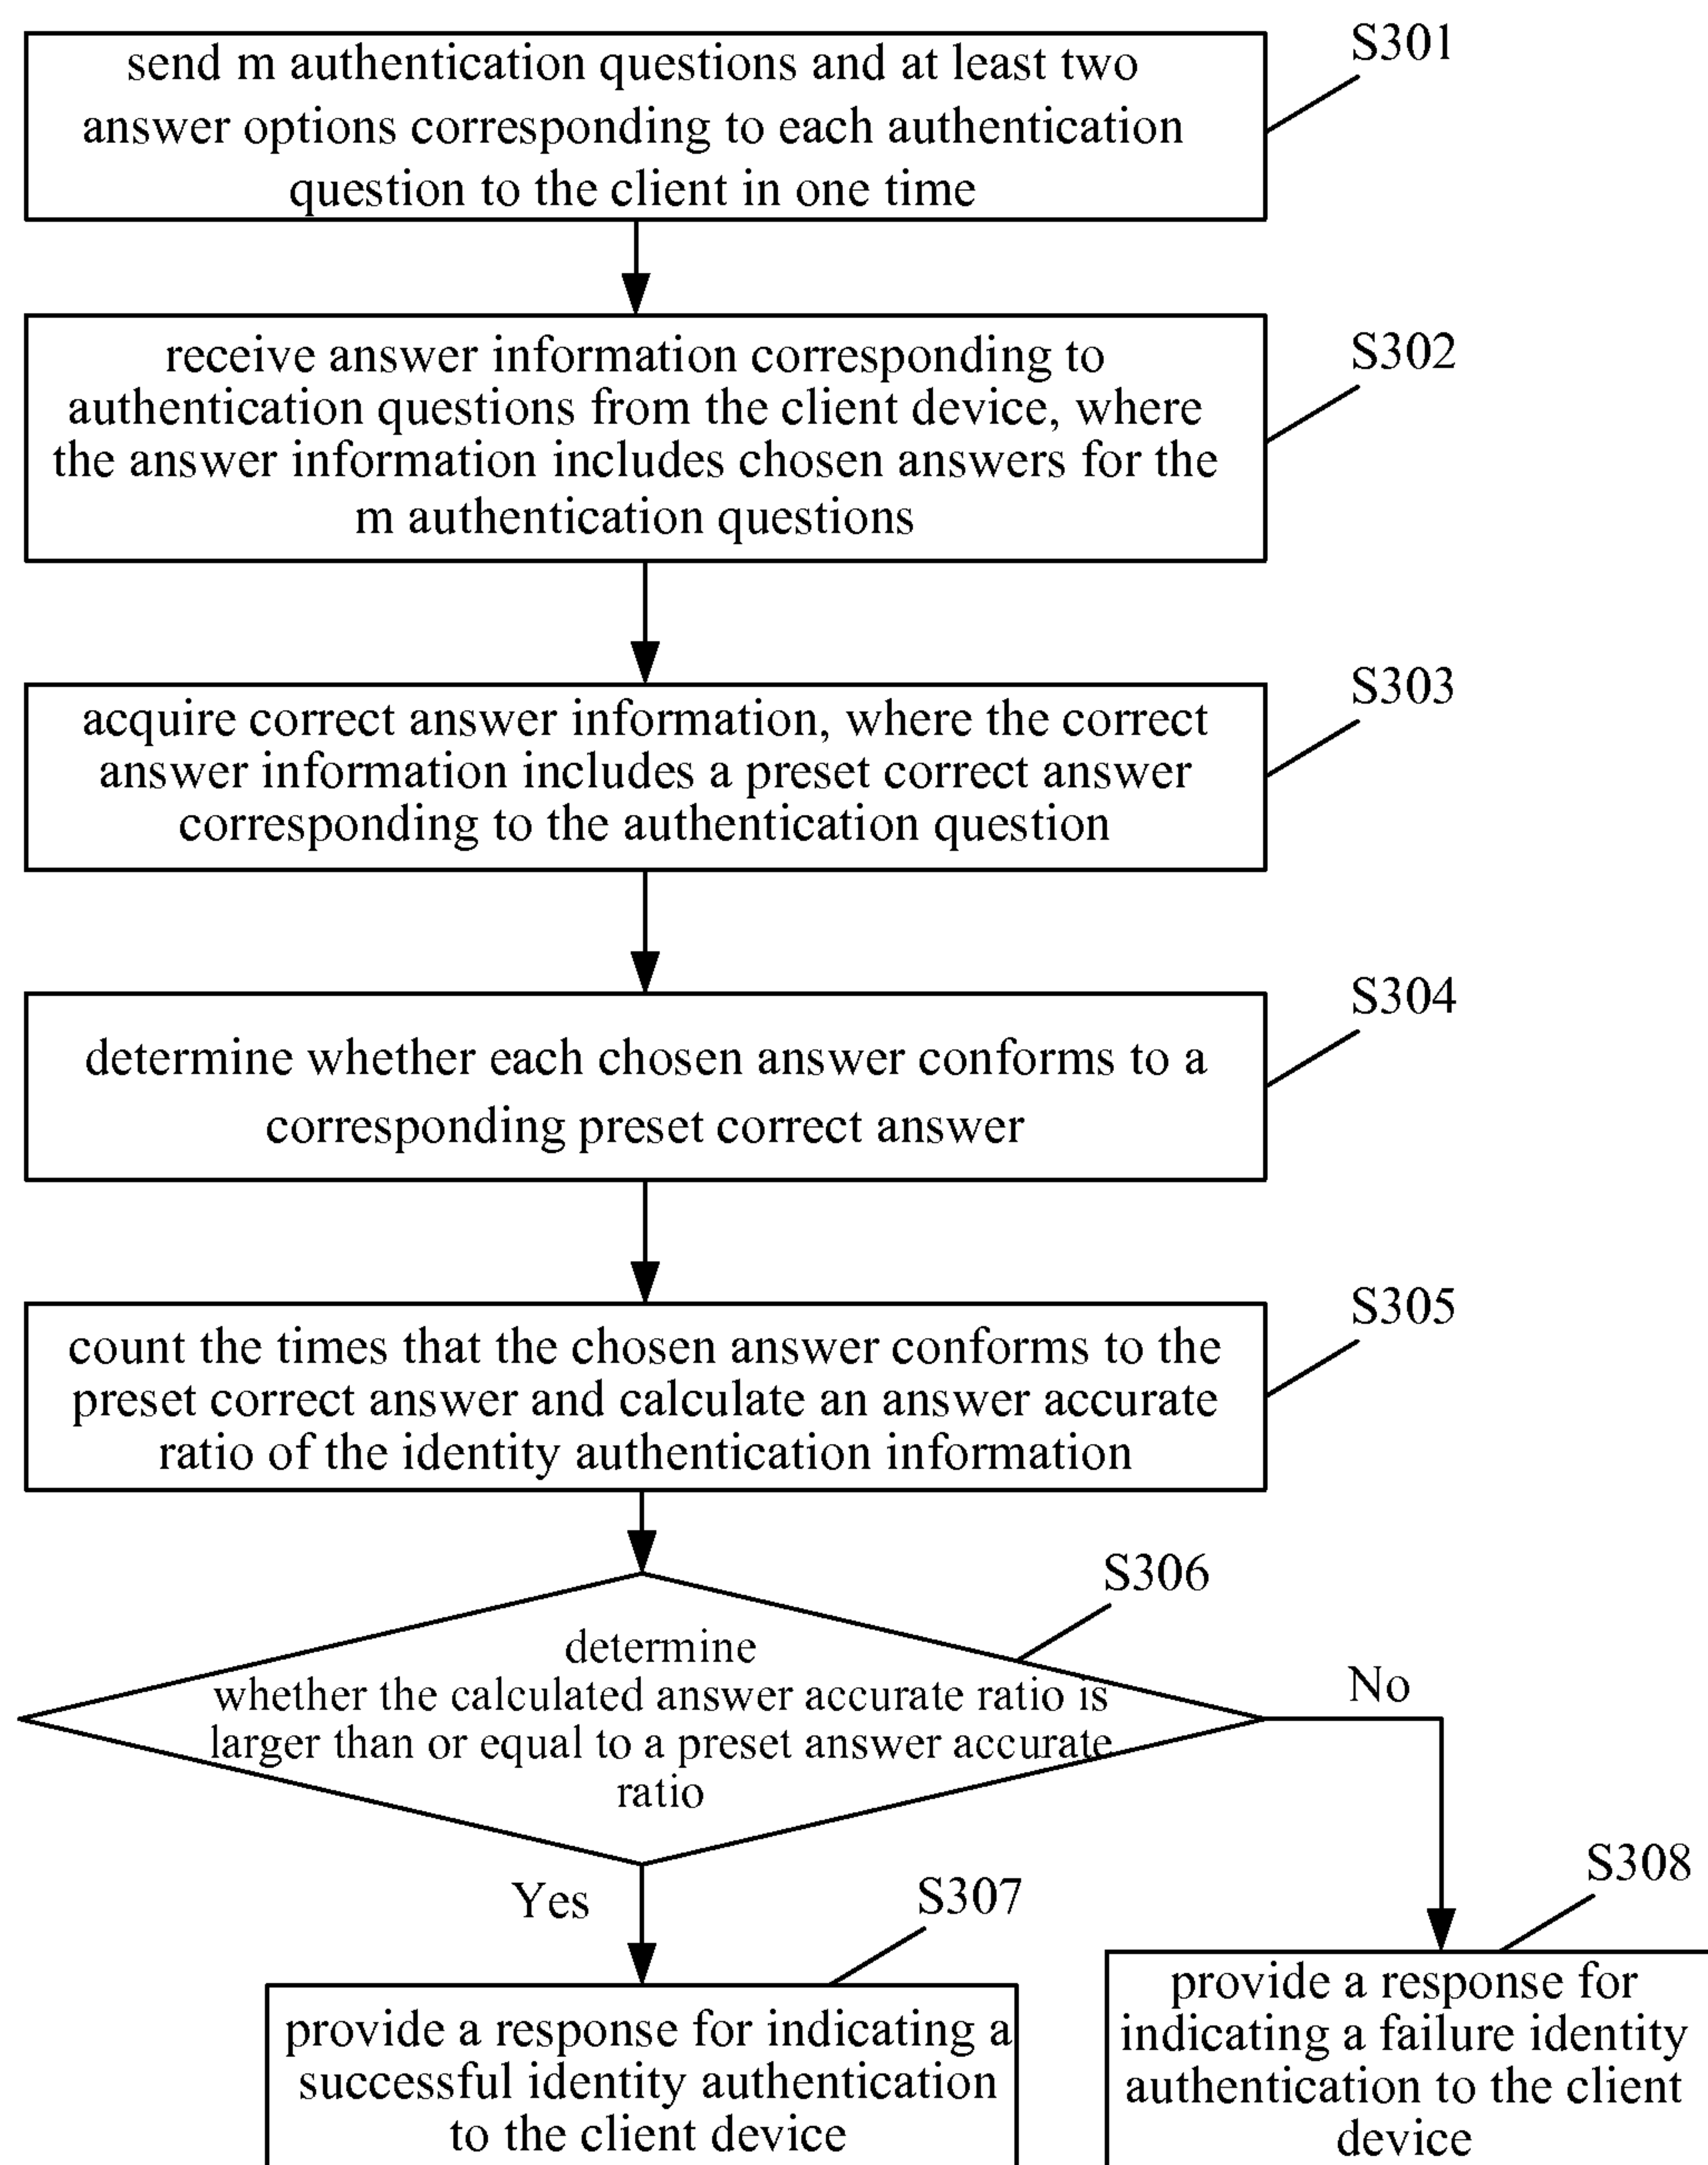 S301
send m authentication questions and at least two
answer options corresponding to each authentication
question to the client in one time
S302
receive answer information corresponding to
authentication questions from the client device, where
the answer information includes chosen answers for the
m authentication questions
S303
acquire correct answer information, where the correct
answer information includes a preset correct answer
corresponding to the authentication question
S304
determine whether each chosen answer conforms to a
corresponding preset correct answer
S305
count the times that the chosen answer conforms to the
preset correct answer and calculate an answer accurate
ratio of the identity authentication information
S306
determine
whether the calculated answer accurate ratio is
larger than or equal to a preset answer accurate
ratio
No
Yes
S307
provide a response for indicating a
successful identity authentication
to the client device
S308
provide a response for
indicating a failure identity
authentication to the client
device